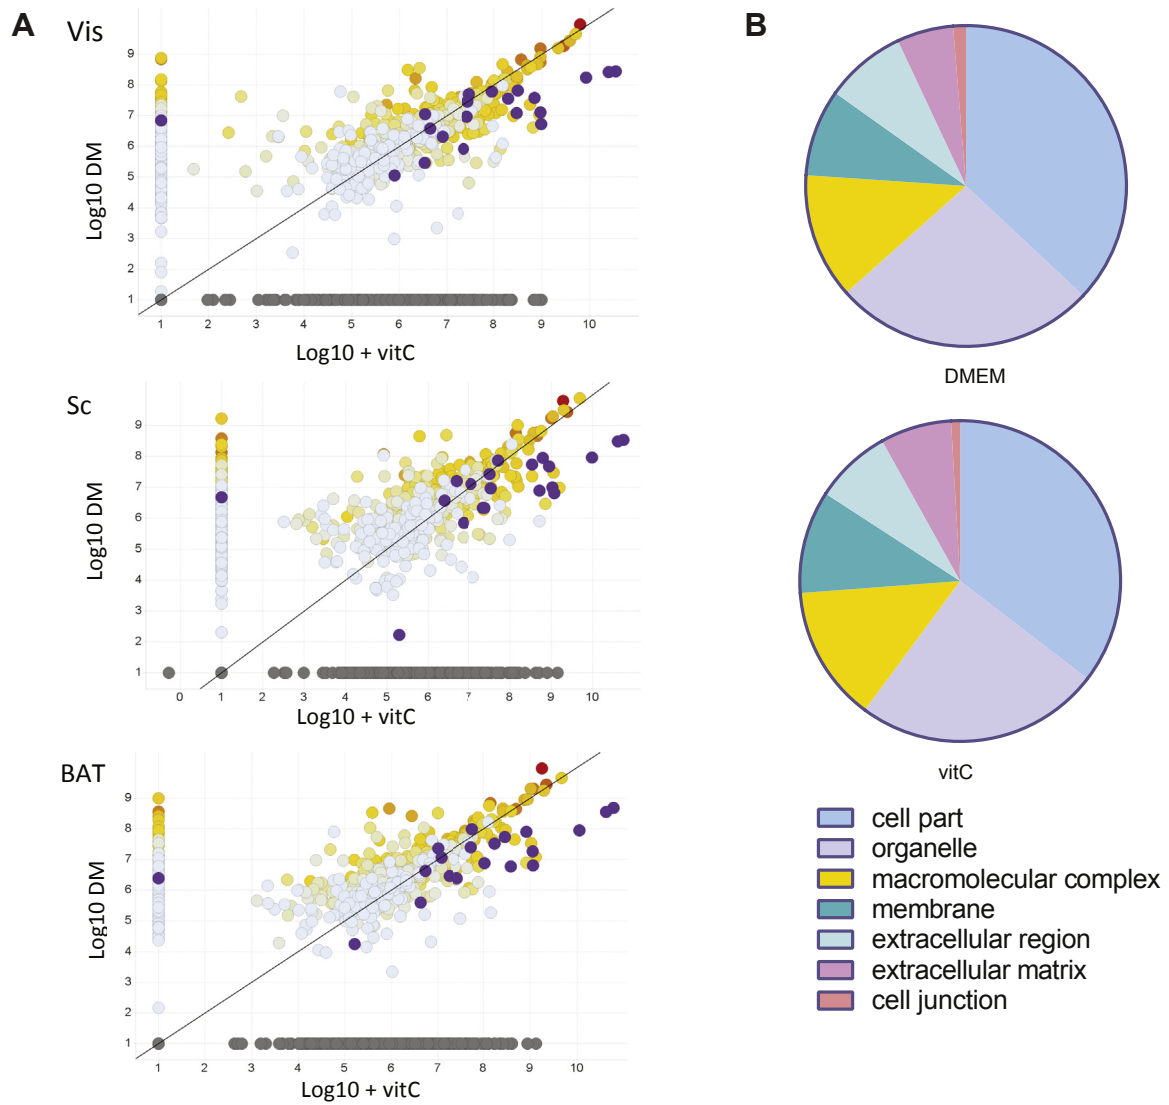 A
B
Vis
9
8
7
6
5
4
3
2
1
Log10 DM
1 2 3 4 5 6 7 8 9 10
Log10 + vitC
Sc
9
8
7
6
5
4
3
2
1
Log10 DM
0 1 2 3 4 5 6 7 8 9 10
Log10 + vitC
BAT
9
8
7
6
5
4
3
2
1
Log10 DM
1 2 3 4 5 6 7 8 9 10
Log10 + vitC
DMEM
vitC
cell part
organelle
macromolecular complex
membrane
extracellular region
extracellular matrix
cell junction